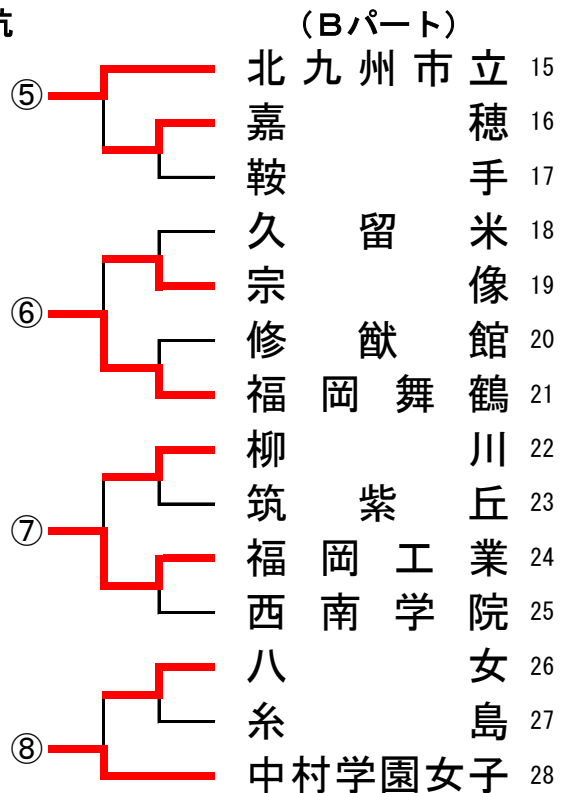 抗 (Bパート)
⑤
北九州市立 15
嘉穂 16
鞍手 17
⑥
久留米 18
宗像 19
修猷館 20
福岡舞鶴 21
⑦
柳川 22
筑紫丘 23
福岡工業 24
西南学院 25
⑧
八女 26
糸島 27
中村学園女子 28